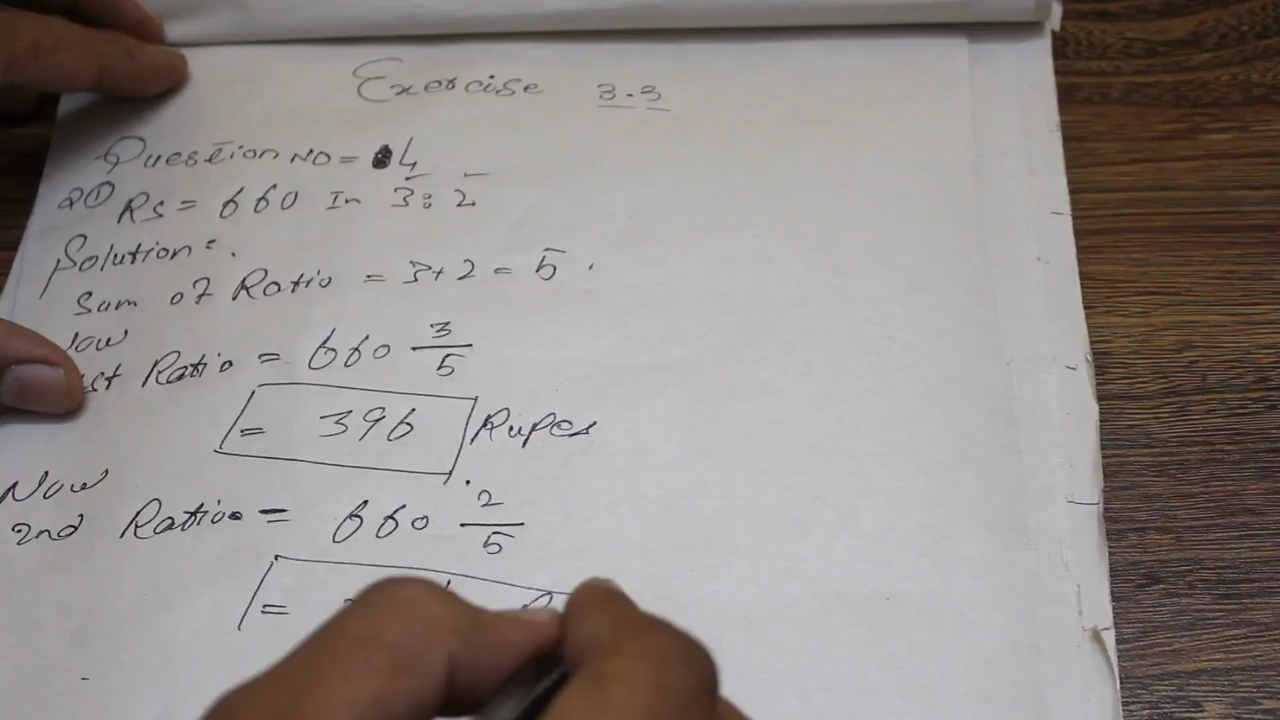 Exercise 3.3
Question NO = 4
Q① RS = 660 In 3:2
Solution:.
Sum of Ratio = 3+2 = 5.
Ratio = 660 3/5
= 396 Rupes
Now
2nd Ratio = 660 2/5
=